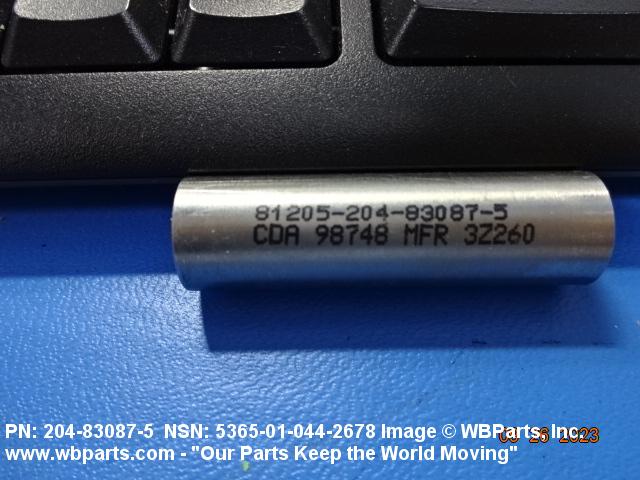 81205-204-83087-5
CDA 98748 MFR 3Z260
PN: 204-83087-5 NSN: 5365-01-044-2678 Image © WBParts, Inc.
www.wbparts.com - "Our Parts Keep the World Moving"